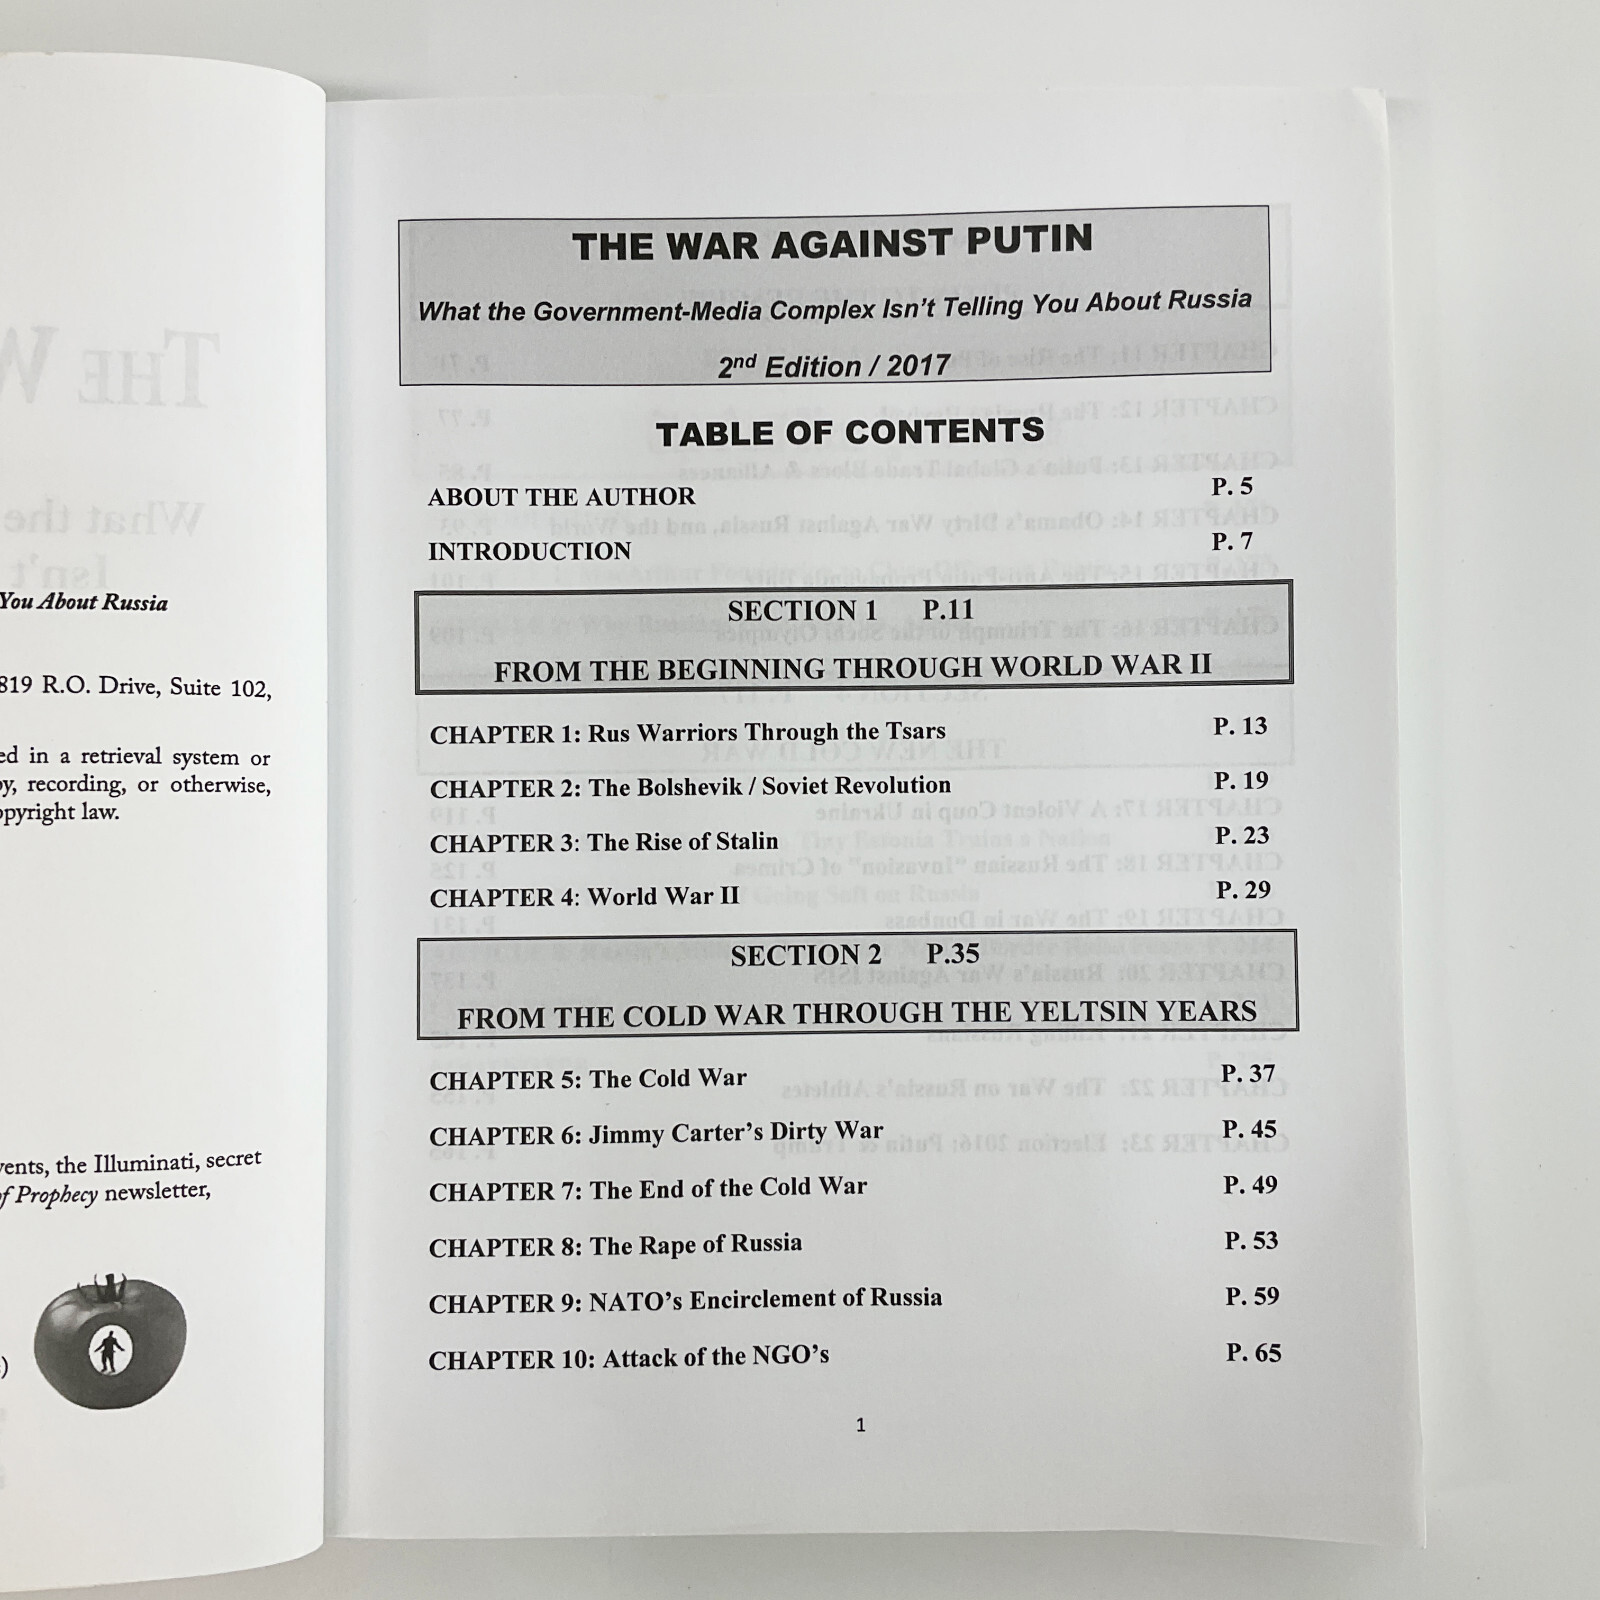 You About Russia
819 R.O. Drive, Suite 102,
in a retrieval system or
recording, or otherwise,
law.
the Illuminati, secret
of Prophecy newsletter,
THE WAR AGAINST PUTIN
What the Government-Media Complex Isn't Telling You About Russia
2nd Edition / 2017
TABLE OF CONTENTS
ABOUT THE AUTHOR P. 5
INTRODUCTION P. 7
SECTION 1 P.11
FROM THE BEGINNING THROUGH WORLD WAR II
CHAPTER 1: Rus Warriors Through the Tsars P. 13
CHAPTER 2: The Bolshevik / Soviet Revolution P. 19
CHAPTER 3: The Rise of Stalin P. 23
CHAPTER 4: World War II P. 29
SECTION 2 P.35
FROM THE COLD WAR THROUGH THE YELTSIN YEARS
CHAPTER 5: The Cold War P. 37
CHAPTER 6: Jimmy Carter's Dirty War P. 45
CHAPTER 7: The End of the Cold War P. 49
CHAPTER 8: The Rape of Russia P. 53
CHAPTER 9: NATO's Encirclement of Russia P. 59
CHAPTER 10: Attack of the NGO's P. 65
1